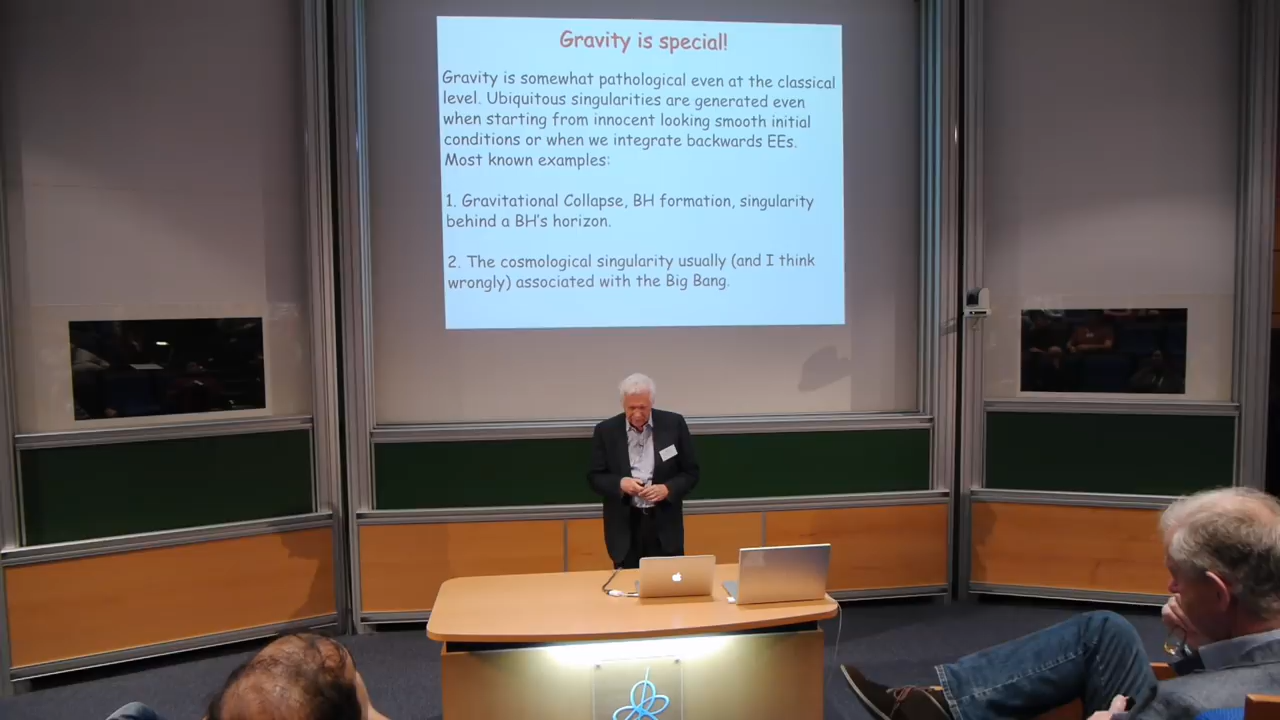 Gravity is special!
Gravity is somewhat pathological even at the classical
level. Ubiquitous singularities are generated even
when starting from innocent looking smooth initial
conditions or when we integrate backwards EEs.
Most known examples:
1. Gravitational Collapse, BH formation, singularity
behind a BH's horizon.
2. The cosmological singularity usually (and I think
wrongly) associated with the Big Bang.